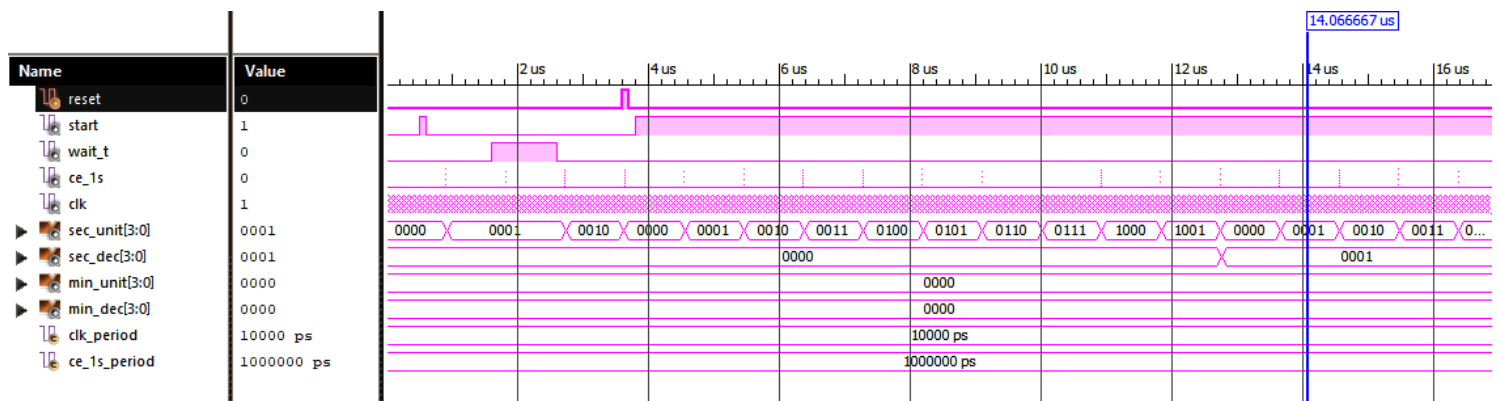 14.066667 us
Name Value 2 us 4 us 6 us 8 us 10 us 12 us 14 us 16 us
reset 0
start 1
wait_t 0
ce_1s 0
clk 1
sec_unit[3:0] 0001 0000 0001 0010 0000 0001 0010 0011 0100 0101 0110 0111 1000 1001 0000 0001 0010 0011 0...
sec_dec[3:0] 0001 0000 0001
min_unit[3:0] 0000 0000
min_dec[3:0] 0000 0000
clk_period 10000 ps 10000 ps
ce_1s_period 1000000 ps 1000000 ps